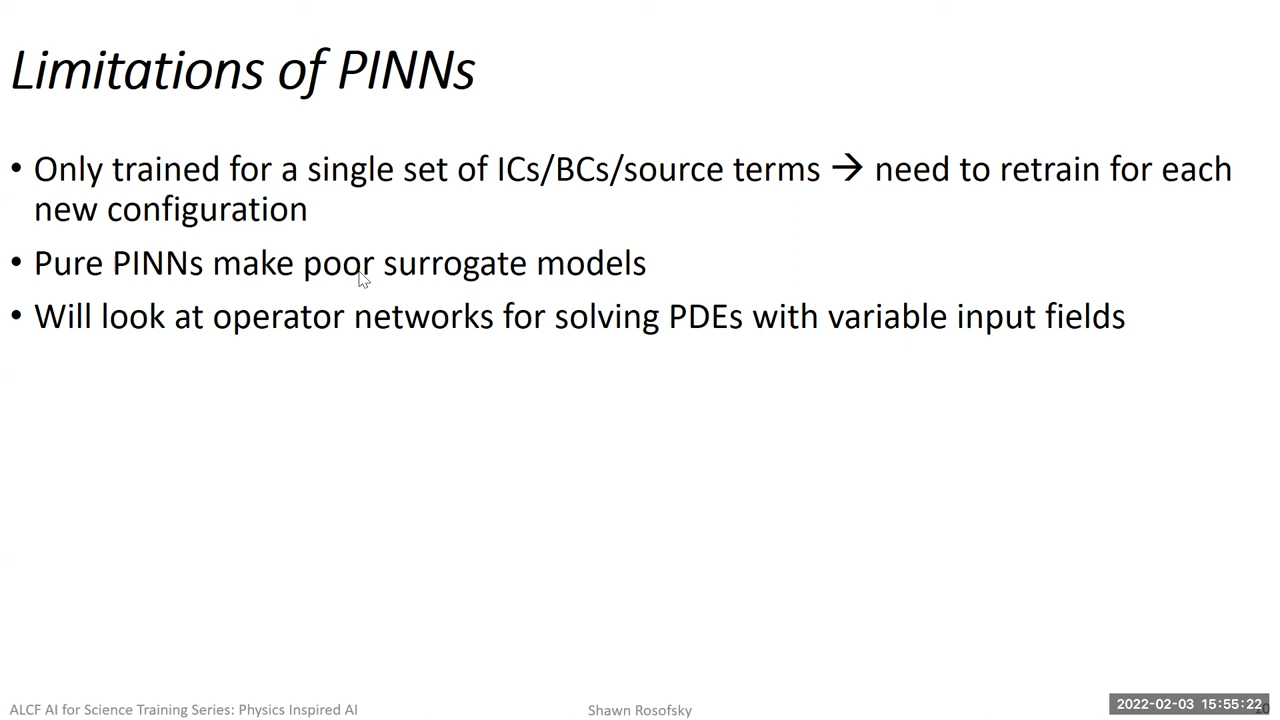 Limitations of PINNs
• Only trained for a single set of ICs/BCs/source terms → need to retrain for each
new configuration
• Pure PINNs make poor surrogate models
• Will look at operator networks for solving PDEs with variable input fields
ALCF AI for Science Training Series: Physics Inspired AI
Shawn Rosofsky
2022-02-03 15:55:22